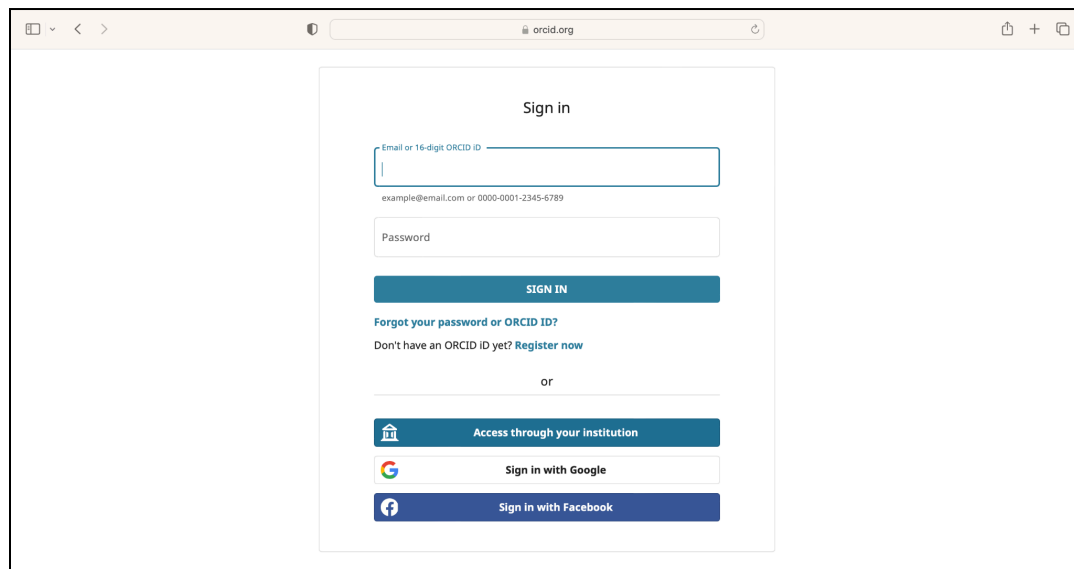 orcid.org
Sign in
Email or 16-digit ORCID iD
example@email.com or 0000-0001-2345-6789
Password
SIGN IN
Forgot your password or ORCID ID?
Don't have an ORCID iD yet? Register now
or
Access through your institution
Sign in with Google
Sign in with Facebook